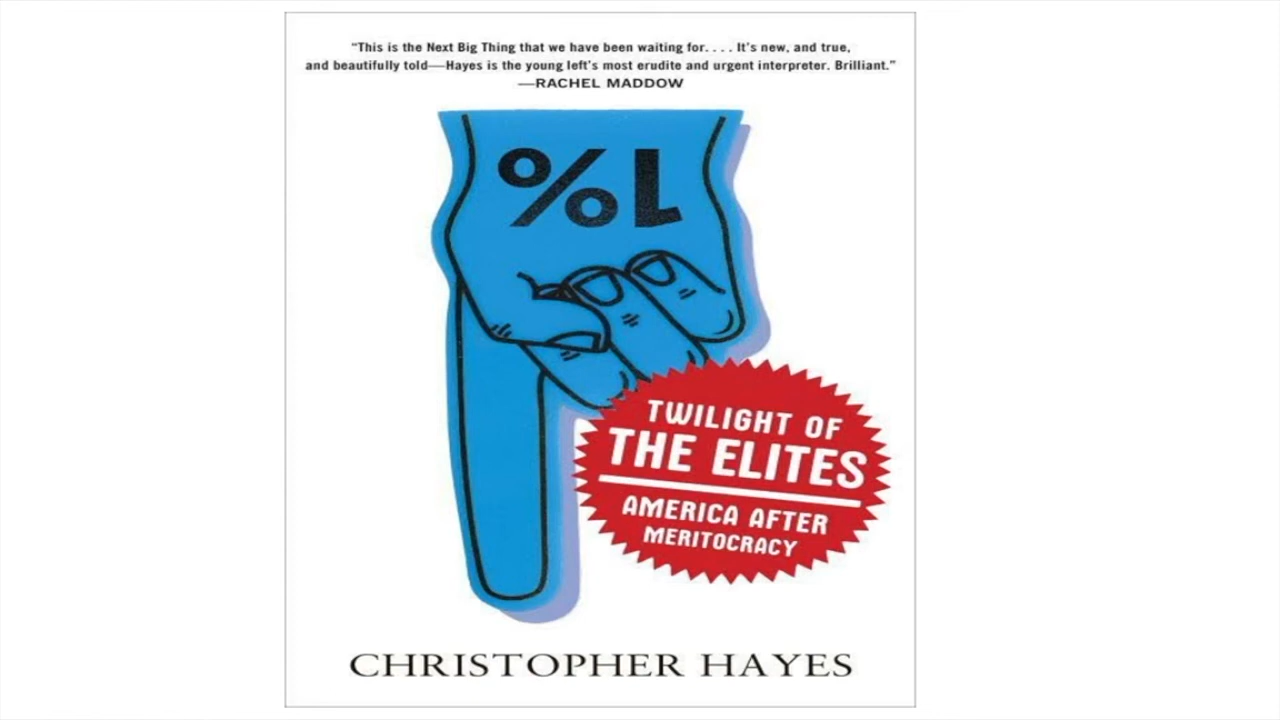 “This is the Next Big Thing that we have been waiting for. . . . It’s new, and true,
and beautifully told—Hayes is the young left’s most erudite and urgent interpreter. Brilliant.”
—RACHEL MADDOW
1%
TWILIGHT OF
THE ELITES
AMERICA AFTER
MERITOCRACY
CHRISTOPHER HAYES